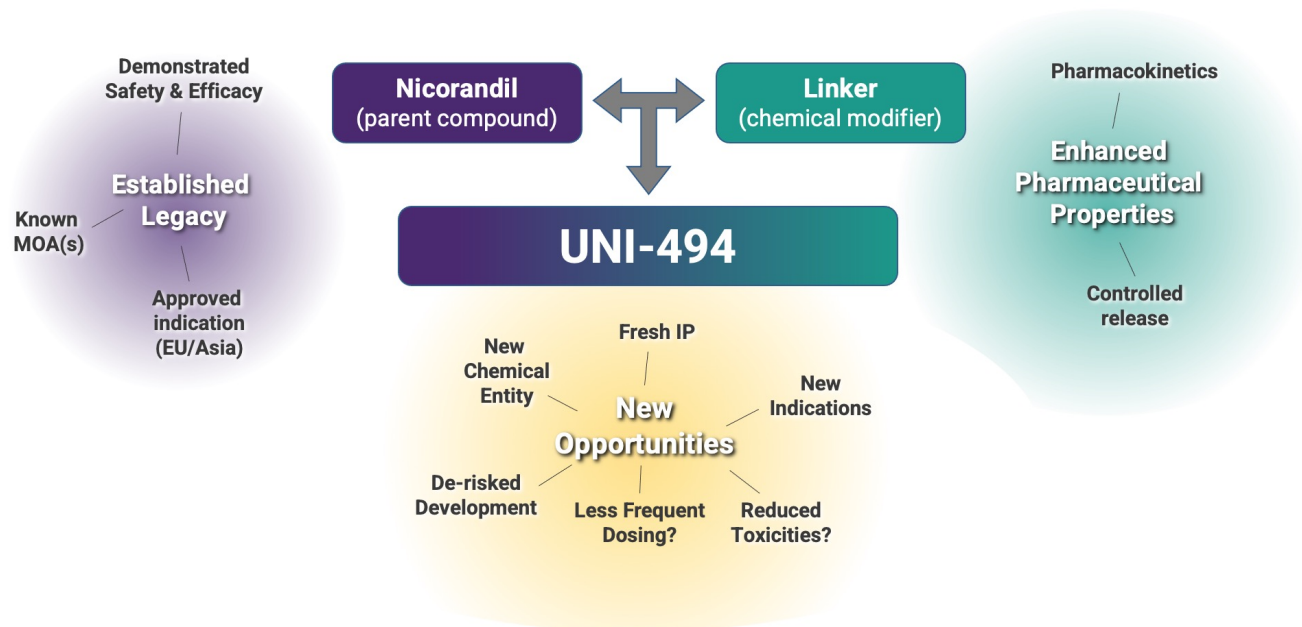 Demonstrated
Safety & Efficacy
Established
Legacy
Known
MOA(s)
Approved
indication
(EU/Asia)
Nicorandil
(parent compound)
Linker
(chemical modifier)
UNI-494
Pharmacokinetics
Enhanced
Pharmaceutical
Properties
Controlled
release
Fresh IP
New
Chemical
Entity
New
Indications
New
Opportunities
De-risked
Development
Less Frequent
Dosing?
Reduced
Toxicities?